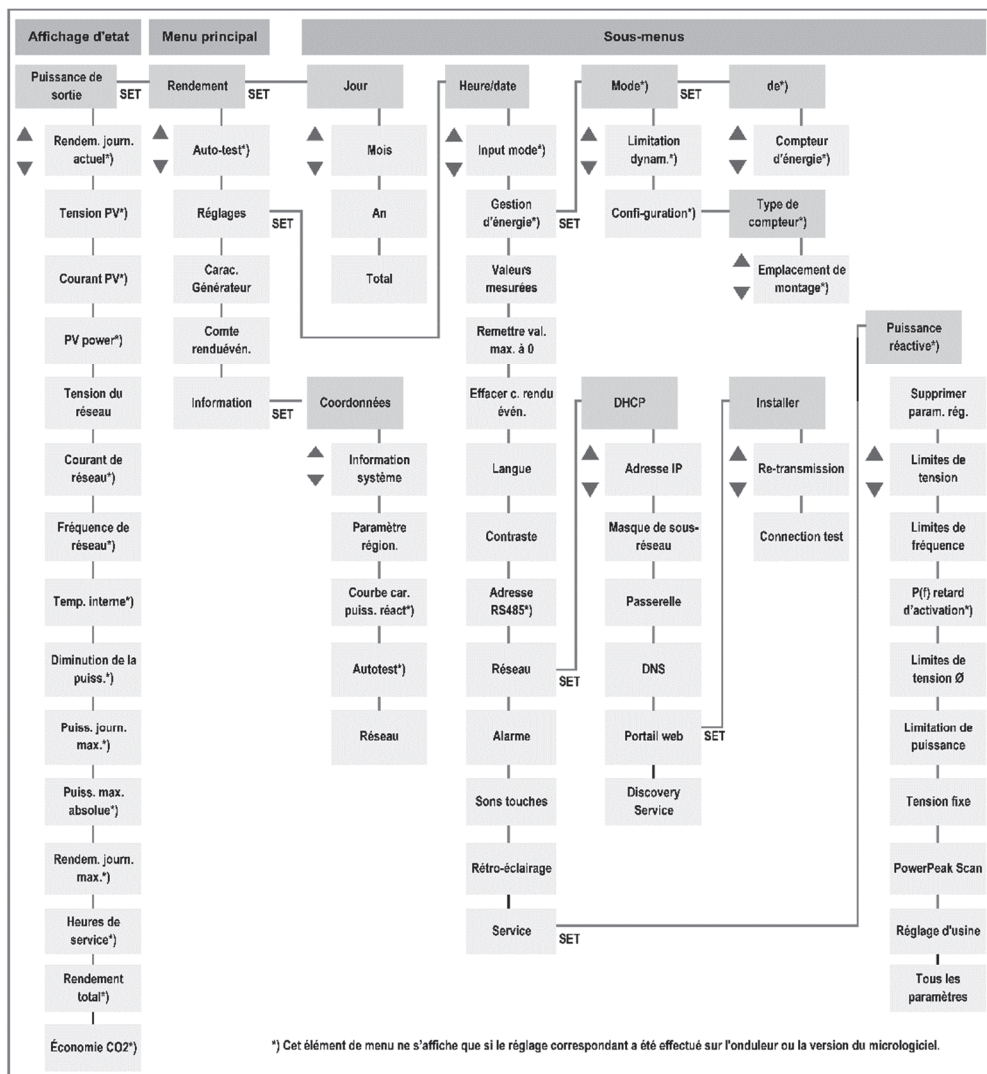 Affichage d'etat
Menu principal
Sous-menus
Puissance de
sortie
SET
Rendement
SET
Jour
Heure/date
Mode*)
SET
de*)
Rendem. journ.
actuel*)
Auto-test*)
Mois
Input mode*)
Limitation
dynam.*)
Compteur
d'énergie*)
Tension PV*)
Réglages
SET
An
Gestion
d'énergie*)
SET
Confi-guration*)
Type de
compteur*)
Courant PV*)
Carac.
Générateur
Total
Valeurs
mesurées
Emplacement de
montage*)
PV power*)
Comte
renduévén.
Remettre val.
max. à 0
Puissance
réactive*)
Tension du
réseau
Information
SET
Coordonnées
Effacer c. rendu
évén.
DHCP
Installer
Supprimer
param. rég.
Courant de
réseau*)
Information
système
Langue
Adresse IP
Re-transmission
Limites de
tension
Fréquence de
réseau*)
Paramètre
région.
Contraste
Masque de sous-
réseau
Connection test
Limites de
fréquence
Temp. interne*)
Courbe car.
puiss. réact*)
Adresse
RS485*)
Passerelle
P(f) retard
d'activation*)
Diminution de la
puiss.*)
Autotest*)
Réseau
SET
DNS
Limites de
tension Ø
Puiss. journ.
max.*)
Réseau
Alarme
Portail web
SET
Limitation de
puissance
Puiss. max.
absolue*)
Sons touches
Discovery
Service
Tension fixe
Rendem. journ.
max.*)
Rétro-éclairage
PowerPeak Scan
Heures de
service*)
Service
SET
Réglage d'usine
Rendement
total*)
Tous les
paramètres
Économie CO2*)
*) Cet élément de menu ne s'affiche que si le réglage correspondant a été effectué sur l'onduleur ou la version du micrologiciel.